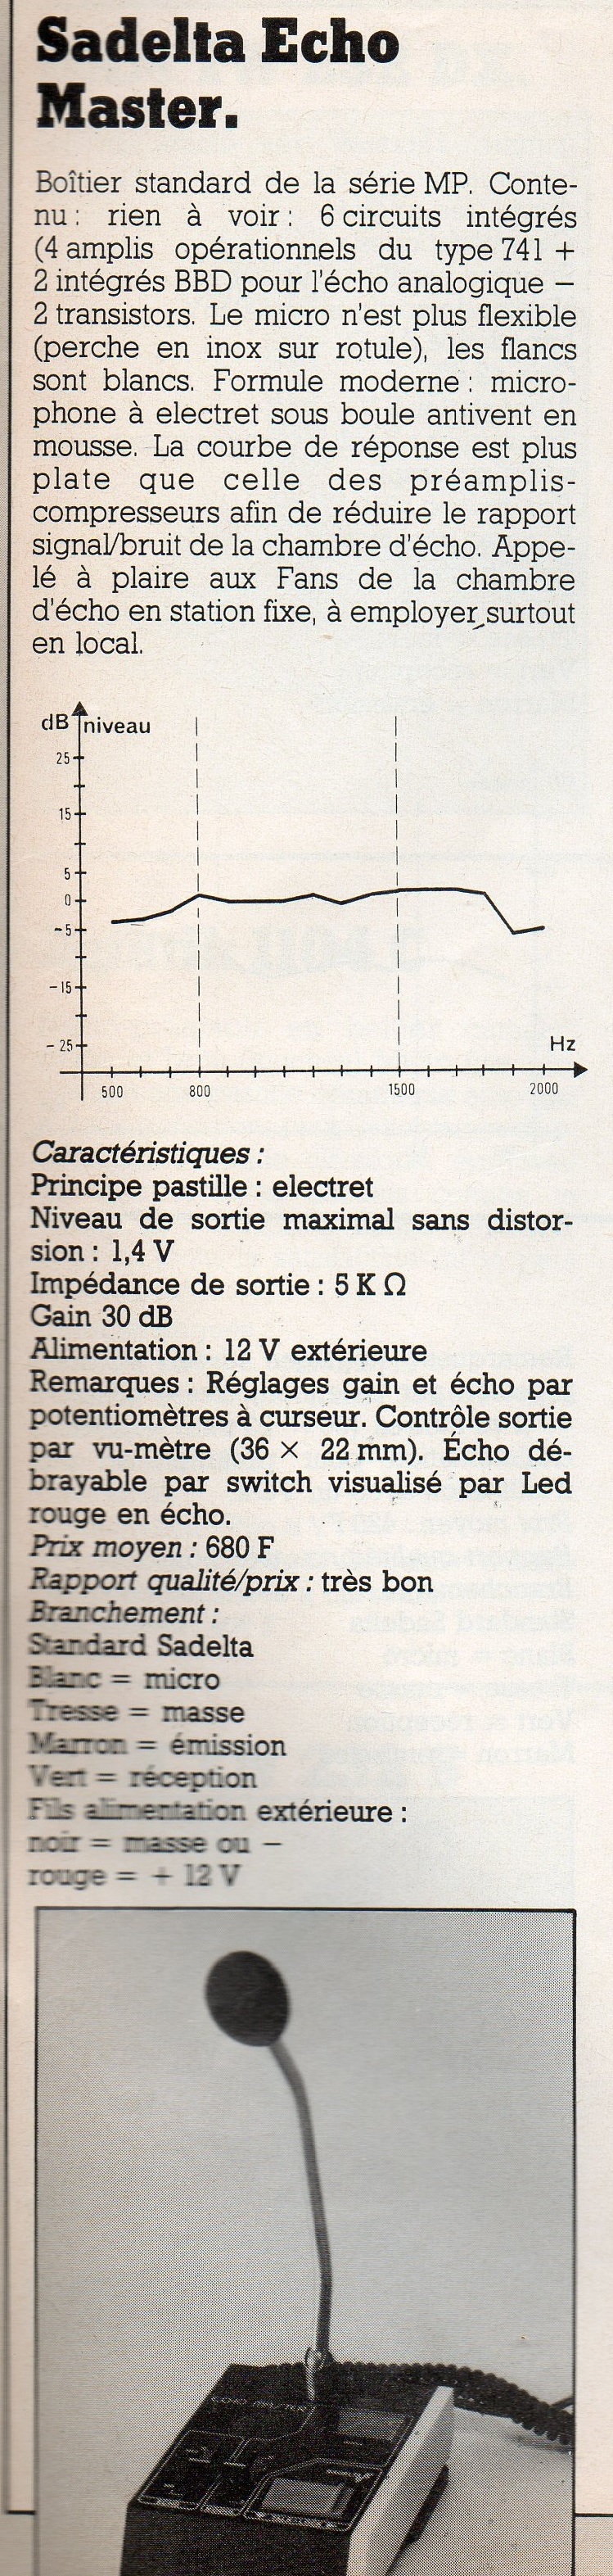 Sadelta Echo
Master.
Boîtier standard de la série MP. Conte-
nu : rien à voir : 6 circuits intégrés
(4 amplis opérationnels du type 741 +
2 intégrés BBD pour l'écho analogique –
2 transistors. Le micro n'est plus flexible
(perche en inox sur rotule), les flancs
sont blancs. Formule moderne : micro-
phone à electret sous boule antivent en
mousse. La courbe de réponse est plus
plate que celle des préamplis-
compresseurs afin de réduire le rapport
signal/bruit de la chambre d'écho. Appe-
lé à plaire aux Fans de la chambre
d'écho en station fixe, à employer surtout
en local.
dB niveau
25
15
5
0
-5
-15
-25
Hz
500 800 1500 2000
Caractéristiques :
Principe pastille : electret
Niveau de sortie maximal sans distor-
sion : 1,4 V
Impédance de sortie : 5 K Ω
Gain 30 dB
Alimentation : 12 V extérieure
Remarques : Réglages gain et écho par
potentiomètres à curseur. Contrôle sortie
par vu-mètre (36 × 22 mm). Écho dé-
brayable par switch visualisé par Led
rouge en écho.
Prix moyen : 680 F
Rapport qualité/prix : très bon
Branchement :
Standard Sadelta
Blanc = micro
Tresse = masse
Marron = émission
Vert = réception
Fils alimentation extérieure :
noir = masse ou –
rouge = + 12 V
ECHO MASTER